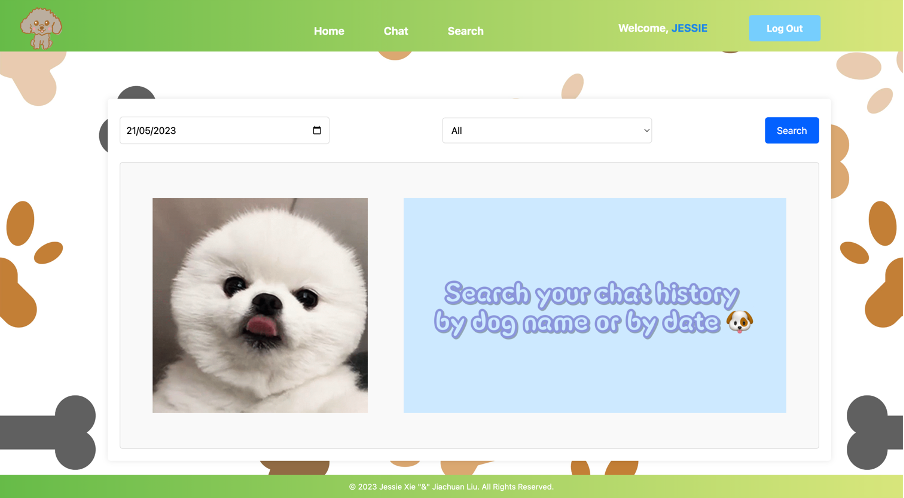 Home Chat Search Welcome, JESSIE Log Out
21/05/2023 All Search
Search your chat history
by dog name or by date
© 2023 Jessie Xie "&" Jiachuan Liu. All Rights Reserved.